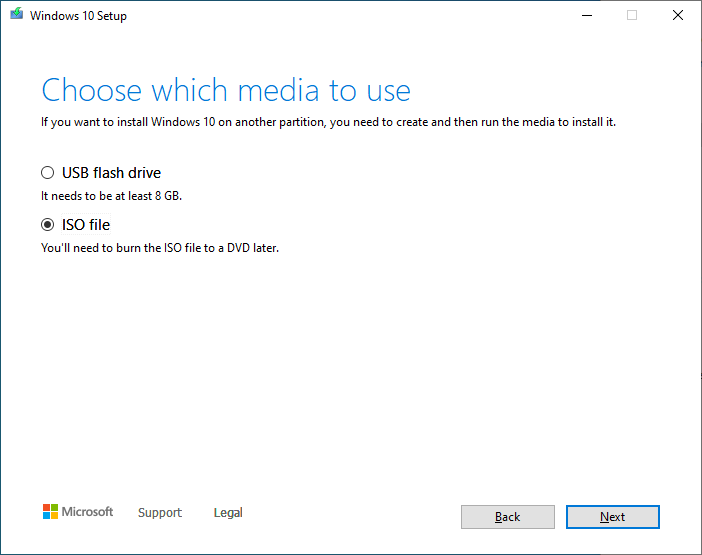 Windows 10 Setup
Choose which media to use
If you want to install Windows 10 on another partition, you need to create and then run the media to install it.
USB flash drive
It needs to be at least 8 GB.
ISO file
You'll need to burn the ISO file to a DVD later.
Microsoft Support Legal Back Next